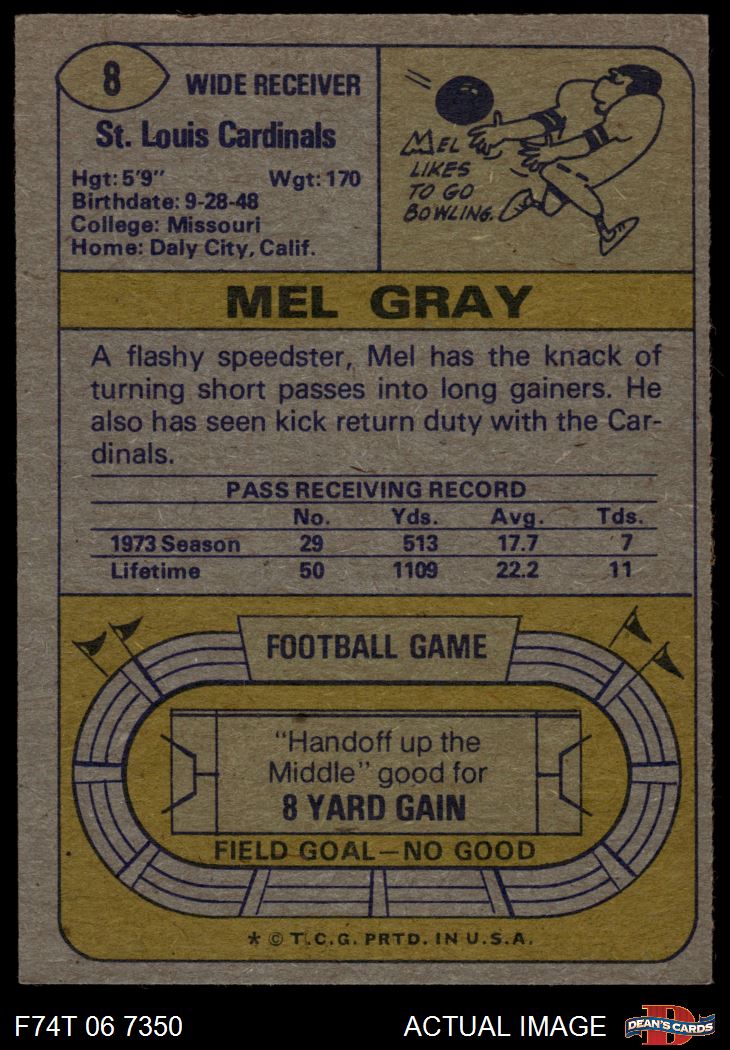 8
WIDE RECEIVER
St. Louis Cardinals
Hgt: 5'9" Wgt: 170
Birthdate: 9-28-48
College: Missouri
Home: Daly City, Calif.
MEL
LIKES
TO GO
BOWLING.
MEL GRAY
A flashy speedster, Mel has the knack of
turning short passes into long gainers. He
also has seen kick return duty with the Car-
dinals.
PASS RECEIVING RECORD
No. Yds. Avg. Tds.
1973 Season 29 513 17.7 7
Lifetime 50 1109 22.2 11
FOOTBALL GAME
"Handoff up the
Middle" good for
8 YARD GAIN
FIELD GOAL—NO GOOD
* © T.C.G. PRTD. IN U.S.A.
F74T 06 7350 ACTUAL IMAGE
D
DEAN'S CARDS